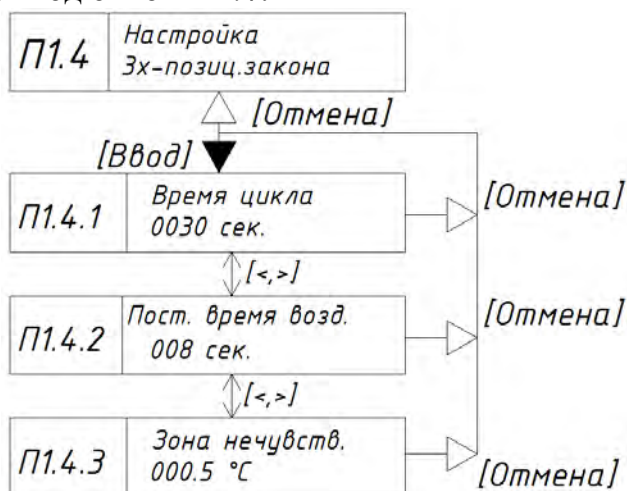 П1.4
Настройка
3х-позиц.закона
[Отмена]
[Ввод]
П1.4.1
Время цикла
0030 сек.
[Отмена]
[<,>]
П1.4.2
Пост. время возд.
008 сек.
[Отмена]
[<,>]
П1.4.3
Зона нечувств.
000.5 °С
[Отмена]